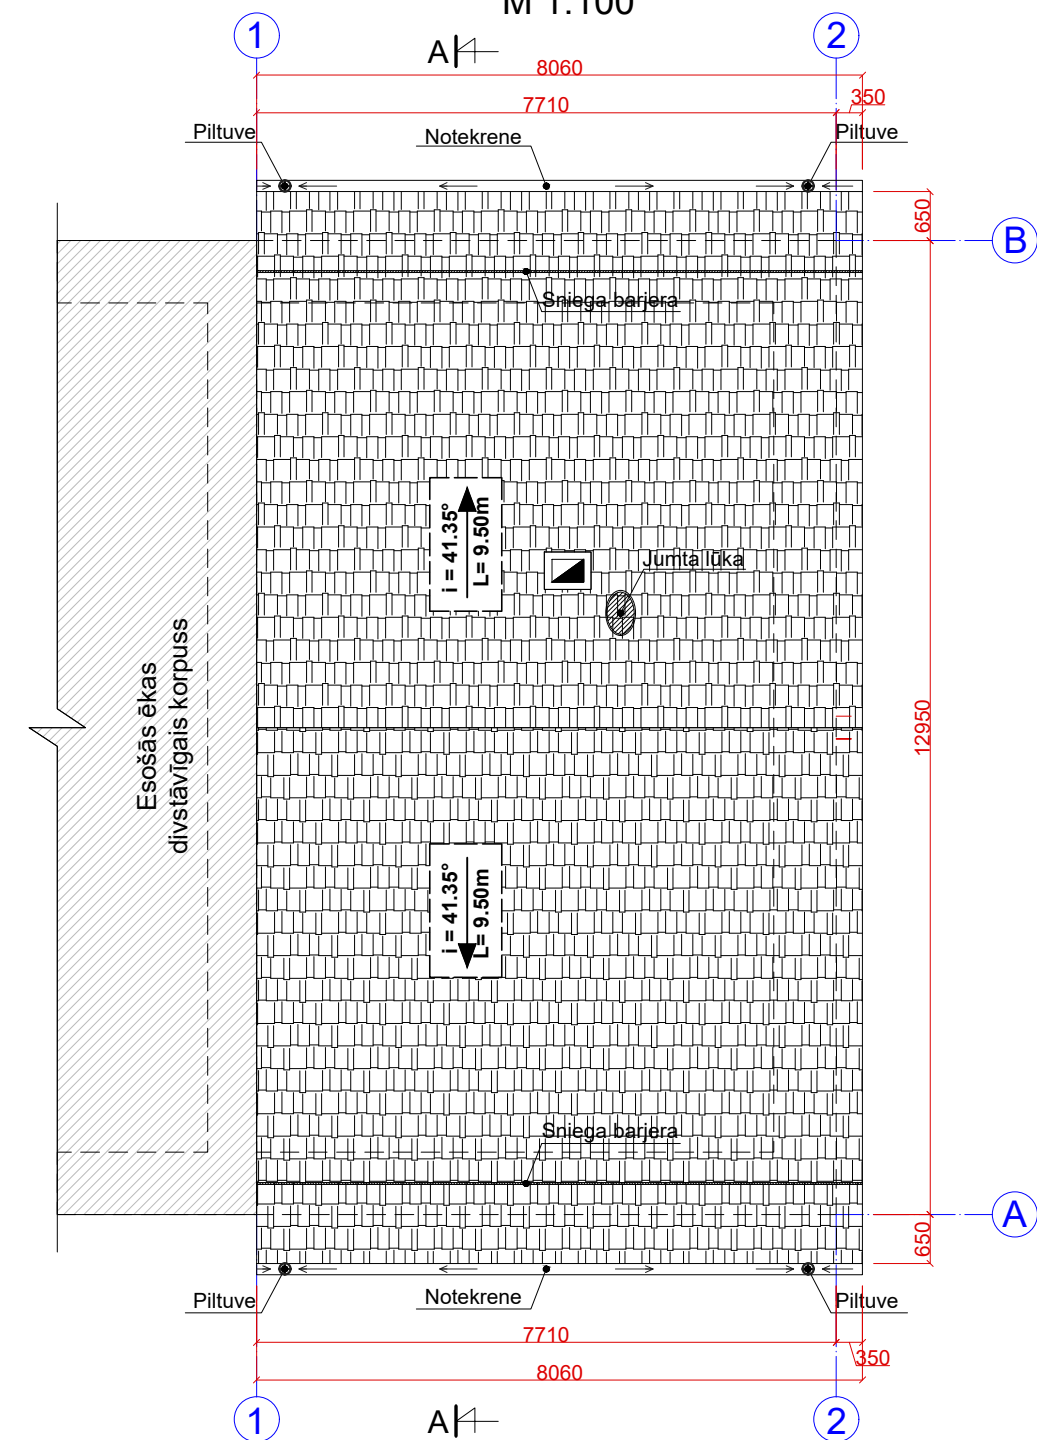 M 1:100
1
2
A
8060
7710
350
Piltuve
Notekrene
Piltuve
650
B
Sniega barjera
i = 41.35°
L= 9.50m
Jumta lūka
Esošās ēkas
divstāvīgais korpuss
12950
i = 41.35°
L= 9.50m
Sniega barjera
A
650
Piltuve
Notekrene
Piltuve
7710
350
8060
1
A
2